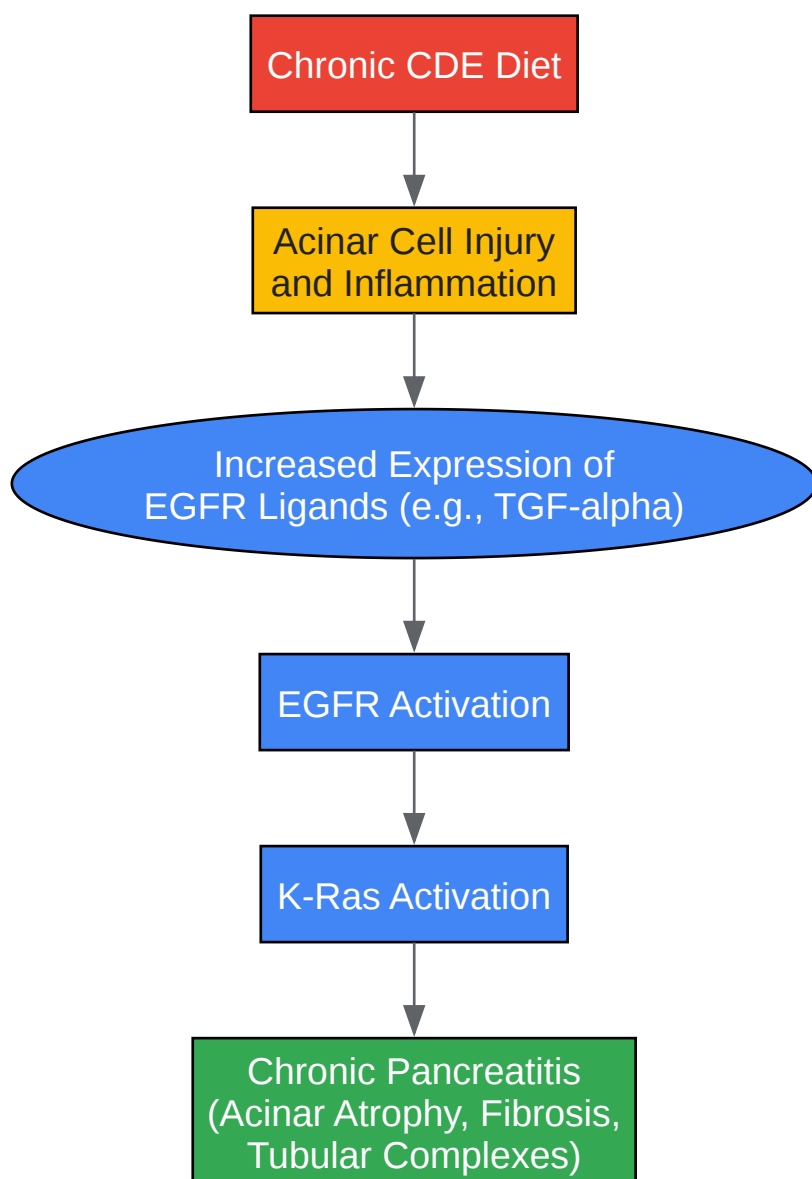 Chronic CDE Diet
Acinar Cell Injury
and Inflammation
Increased Expression of
EGFR Ligands (e.g., TGF-alpha)
EGFR Activation
K-Ras Activation
Chronic Pancreatitis
(Acinar Atrophy, Fibrosis,
Tubular Complexes)